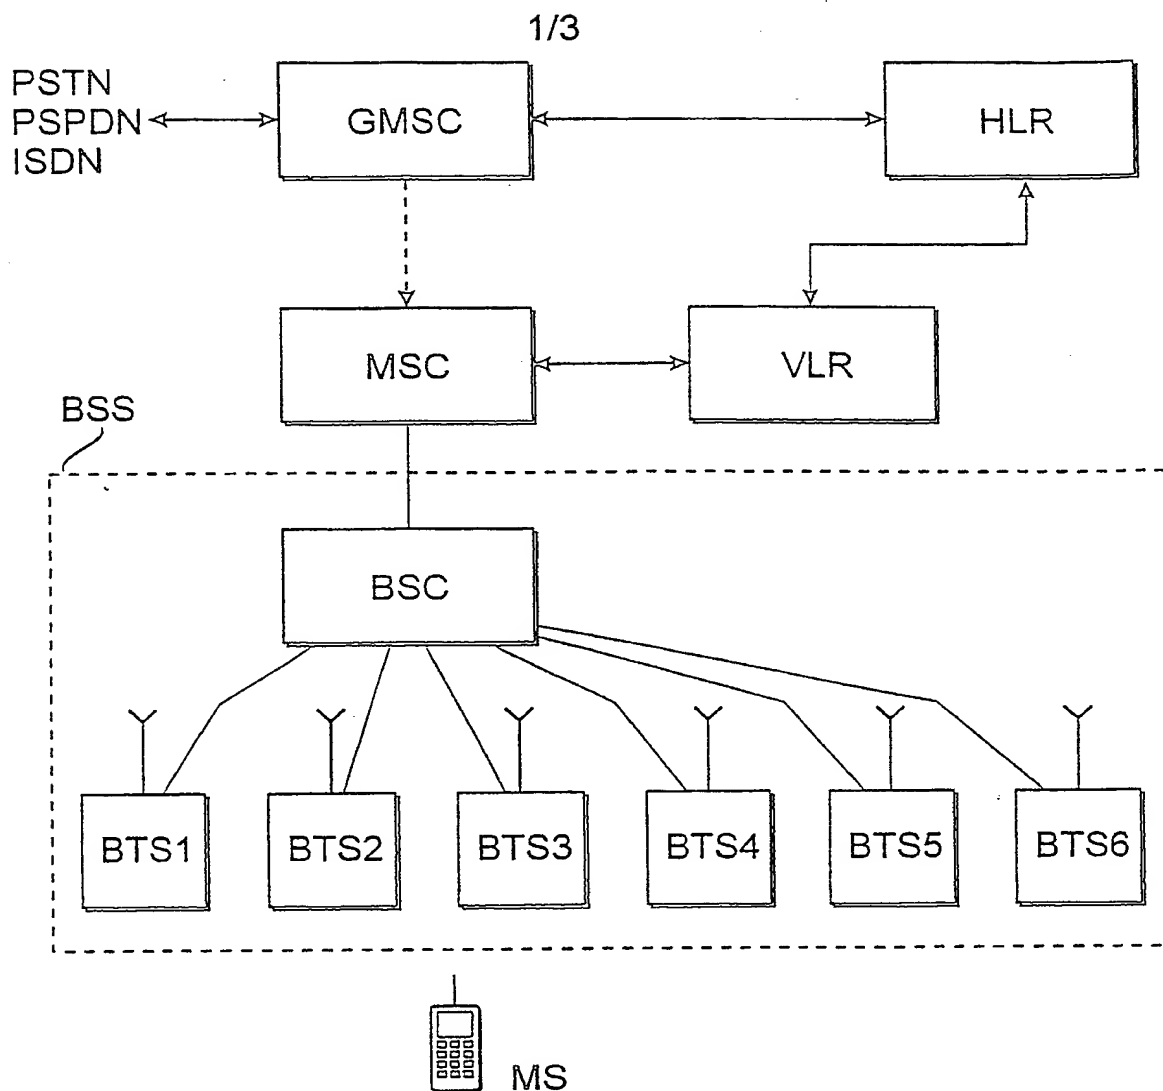 1/3
PSTN
PSPDN
ISDN
GMSC
HLR
MSC
VLR
BSS
BSC
BTS1
BTS2
BTS3
BTS4
BTS5
BTS6
MS